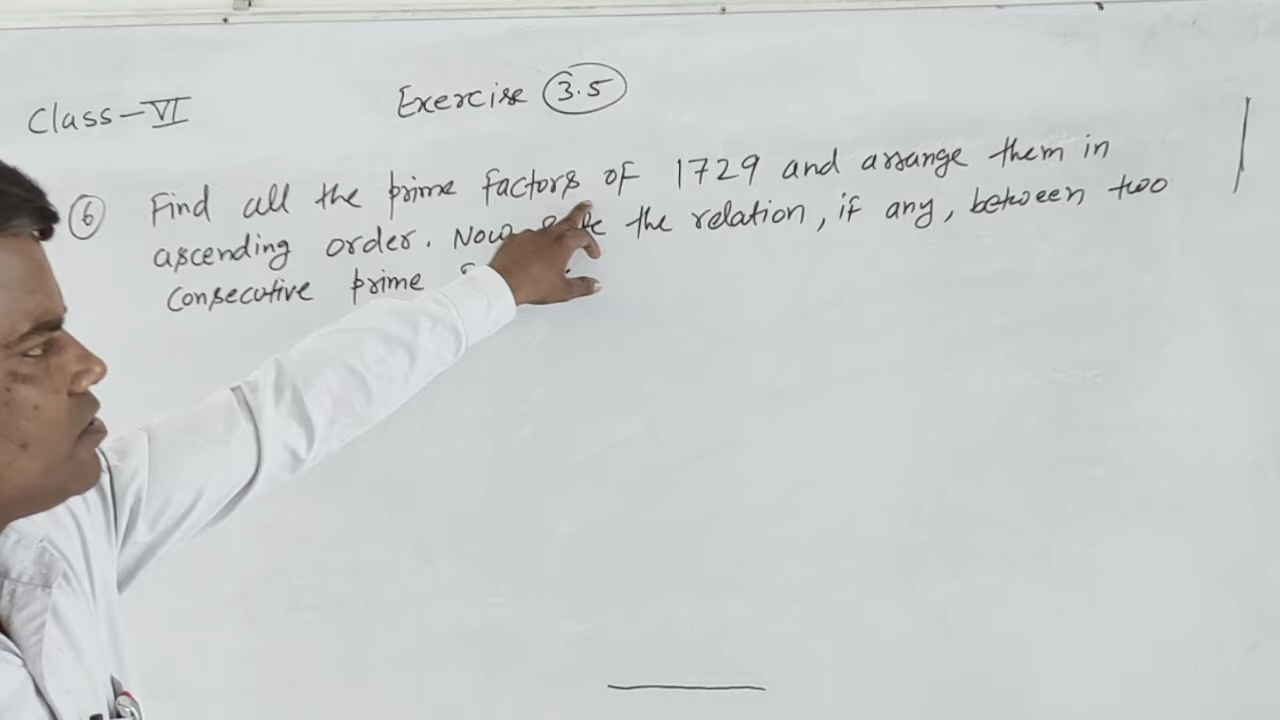 Class-VI Exercise 3.5
6 Find all the prime factors of 1729 and arrange them in
ascending order. Now the relation, if any, between two
consecutive prime